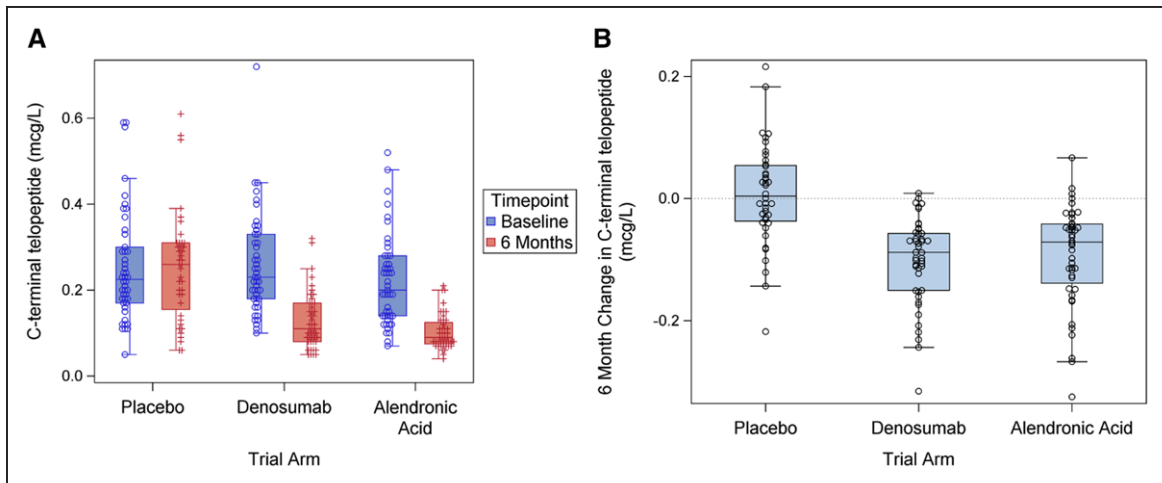 A
C-terminal telopeptide (mcg/L)
0.6
0.4
0.2
0.0
Placebo
Denosumab
Alendronic
Acid
Trial Arm
Timepoint
Baseline
6 Months
B
6 Month Change in C-terminal telopeptide
(mcg/L)
0.2
0.0
-0.2
Placebo
Denosumab
Alendronic Acid
Trial Arm